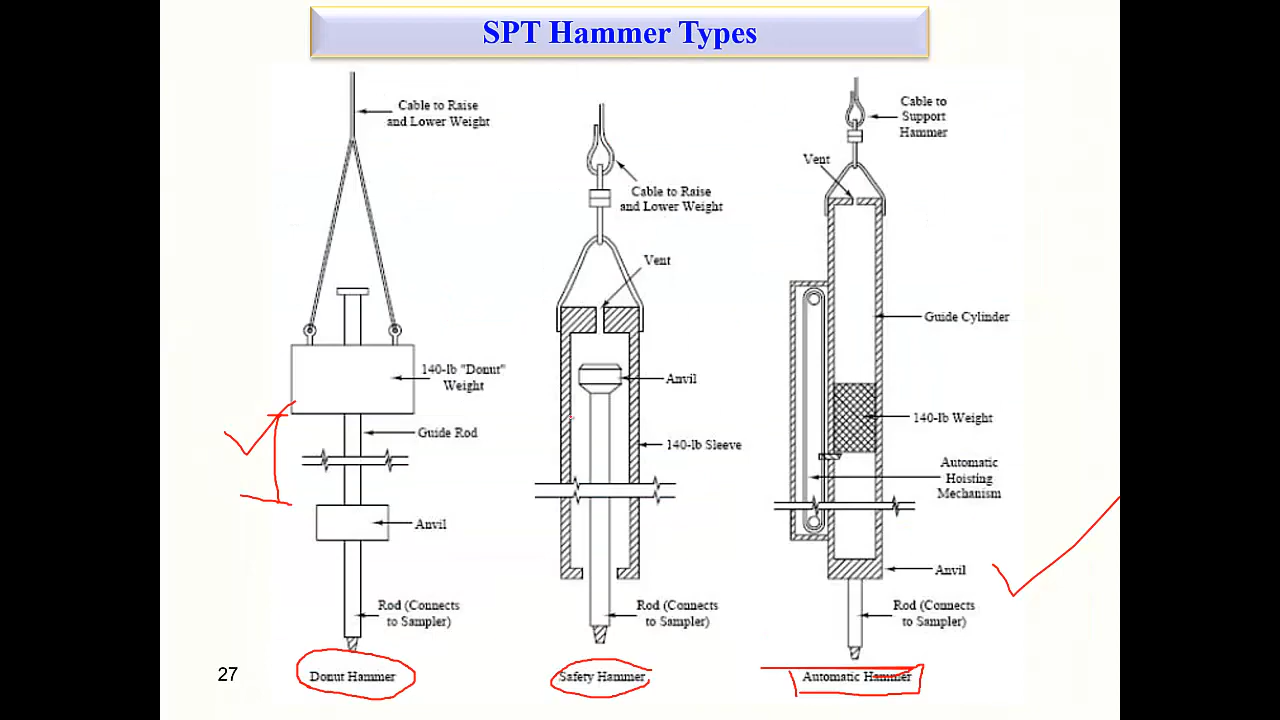 SPT Hammer Types
Cable to Raise
and Lower Weight
140-lb "Donut"
Weight
Guide Rod
Anvil
Rod (Connects
to Sampler)
Donut Hammer
Cable to Raise
and Lower Weight
Vent
Anvil
140-lb Sleeve
Rod (Connects
to Sampler)
Safety Hammer
Cable to
Support
Hammer
Vent
Guide Cylinder
140-lb Weight
Automatic
Hoisting
Mechanism
Anvil
Rod (Connects
to Sampler)
Automatic Hammer
27